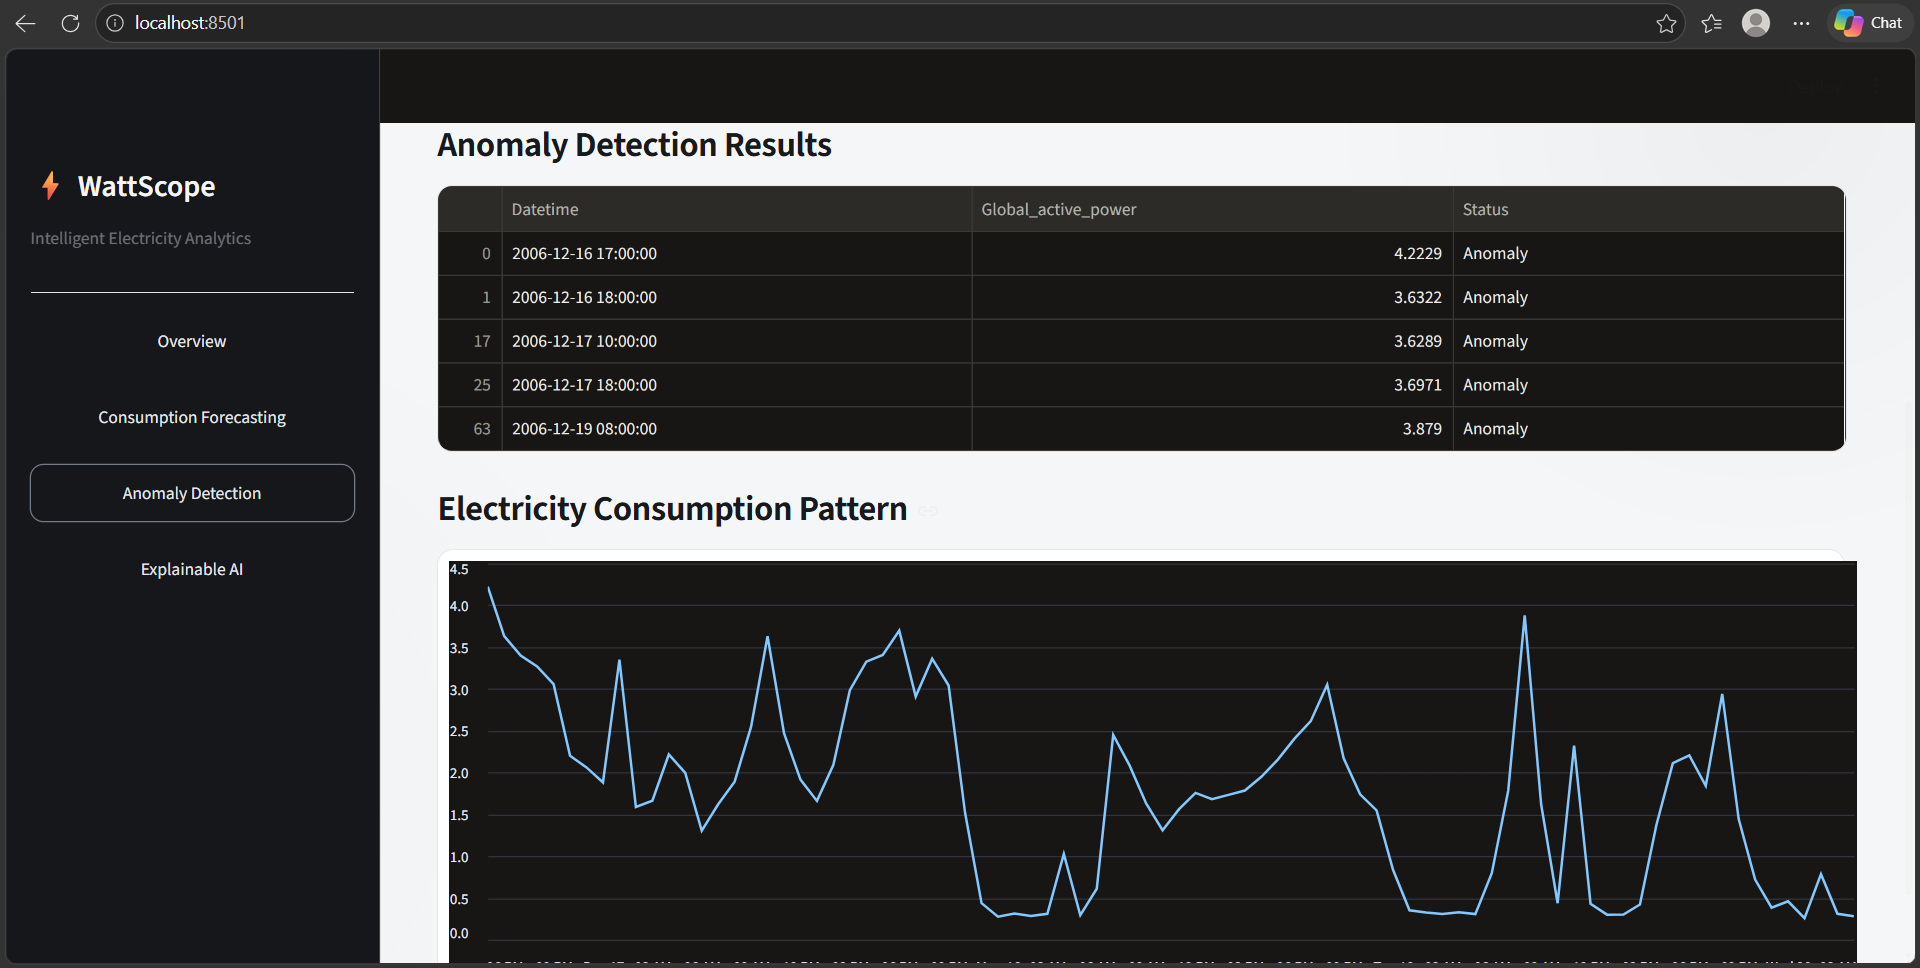 localhost:8501
Chat
WattScope
Intelligent Electricity Analytics
Overview
Consumption Forecasting
Anomaly Detection
Explainable AI
Anomaly Detection Results
Datetime Global_active_power Status
0 2006-12-16 17:00:00 4.2229 Anomaly
1 2006-12-16 18:00:00 3.6322 Anomaly
17 2006-12-17 10:00:00 3.6289 Anomaly
25 2006-12-17 18:00:00 3.6971 Anomaly
63 2006-12-19 08:00:00 3.879 Anomaly
Electricity Consumption Pattern
4.5
4.0
3.5
3.0
2.5
2.0
1.5
1.0
0.5
0.0